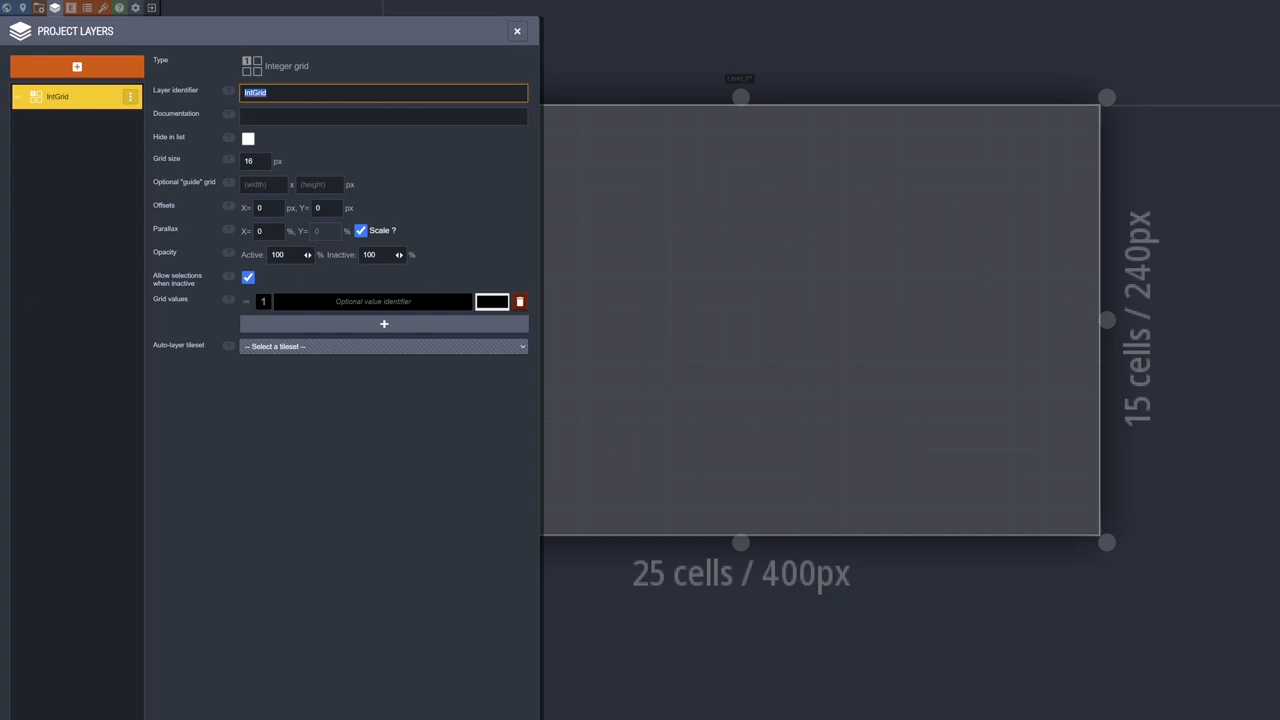 PROJECT LAYERS
IntGrid
Type
1 Integer grid
Layer identifier ? IntGrid
Documentation ?
Hide in list ?
Grid size ? 16 px
Optional "guide" grid ? (width) x (height) px
Offsets ? X= 0 px, Y= 0 px
Parallax ? X= 0 %, Y= 0 % Scale ?
Opacity ? Active: 100 % Inactive: 100 %
Allow selections
when inactive ?
Grid values ? 1 Optional value identifier
+
Auto-layer tileset ? -- Select a tileset --
Level_0*
15 cells / 240px
25 cells / 400px